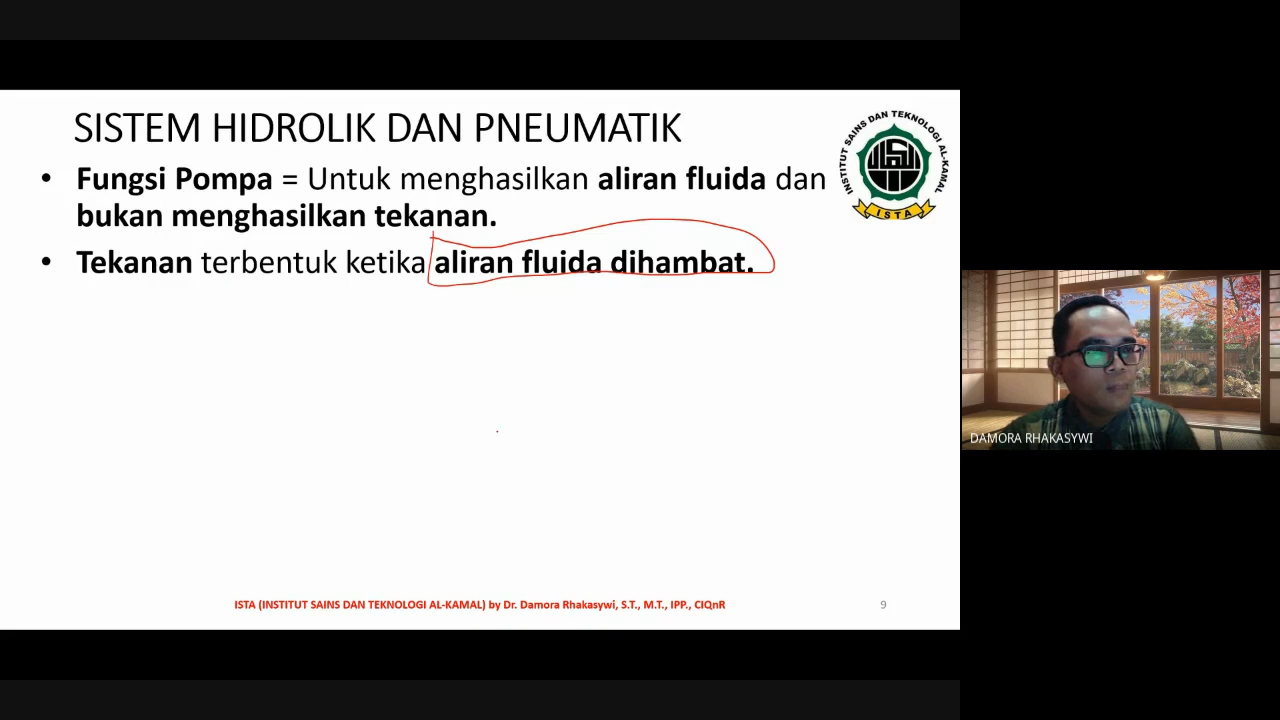 SISTEM HIDROLIK DAN PNEUMATIK
• Fungsi Pompa = Untuk menghasilkan aliran fluida dan
bukan menghasilkan tekanan.
• Tekanan terbentuk ketika aliran fluida dihambat.
INSTITUT SAINS DAN TEKNOLOGI AL-KAMAL
ISTA
DAMORA RHAKASYWI
ISTA (INSTITUT SAINS DAN TEKNOLOGI AL-KAMAL) by Dr. Damora Rhakasywi, S.T., M.T., IPP., CIQnR
9